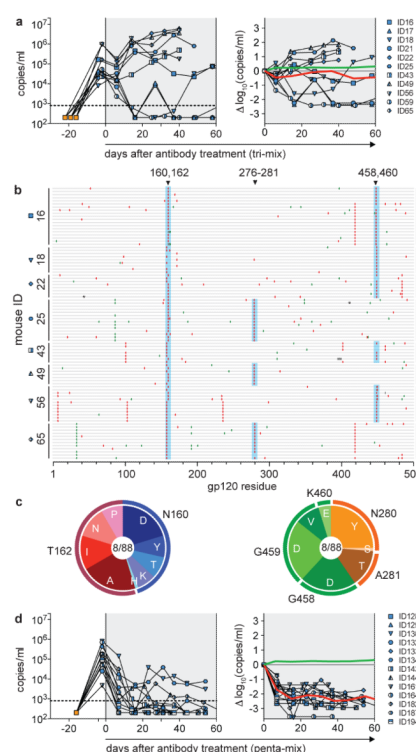 a
copies/ml
10⁷
10⁶
10⁵
10⁴
10³
10²
-20 0 20 40 60
days after antibody treatment (tri-mix)
Δ log₁₀(copies/ml)
3
2
1
0
-1
-2
-3
0 20 40 60
ID16
ID17
ID18
ID21
ID22
ID25
ID43
ID49
ID56
ID59
ID65
b
160,162 276-281 458,460
mouse ID
16
18
22
25
43
49
56
65
1 100 200 300 400 500
gp120 residue
c
N160
T162
P
N
I
A
H
K
T
Y
D
8/88
K460
G459
G458
N280
A281
E
V
D
D
T
S
Y
8/88
d
copies/ml
10⁷
10⁶
10⁵
10⁴
10³
10²
-20 0 20 40 60
days after antibody treatment (penta-mix)
Δ log₁₀(copies/ml)
3
2
1
0
-1
-2
-3
0 20 40 60